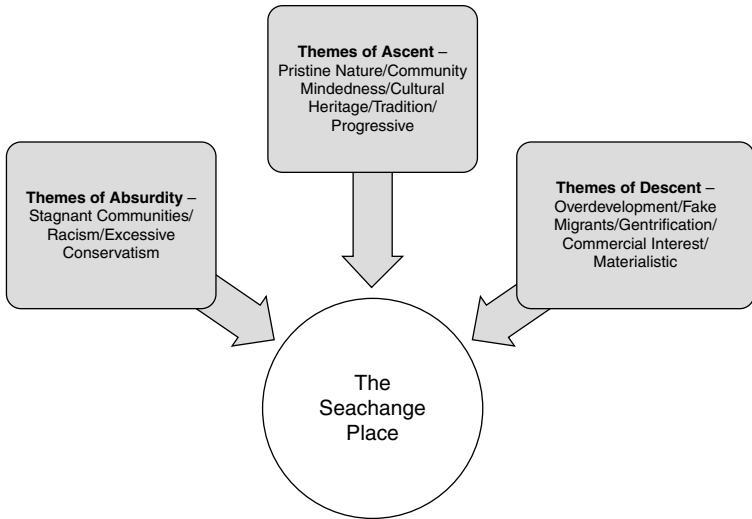 Themes of Ascent –
Pristine Nature/Community
Mindedness/Cultural
Heritage/Tradition/
Progressive
Themes of Absurdity –
Stagnant Communities/
Racism/Excessive
Conservatism
Themes of Descent –
Overdevelopment/Fake
Migrants/Gentrification/
Commercial Interest/
Materialistic
The
Seachange
Place